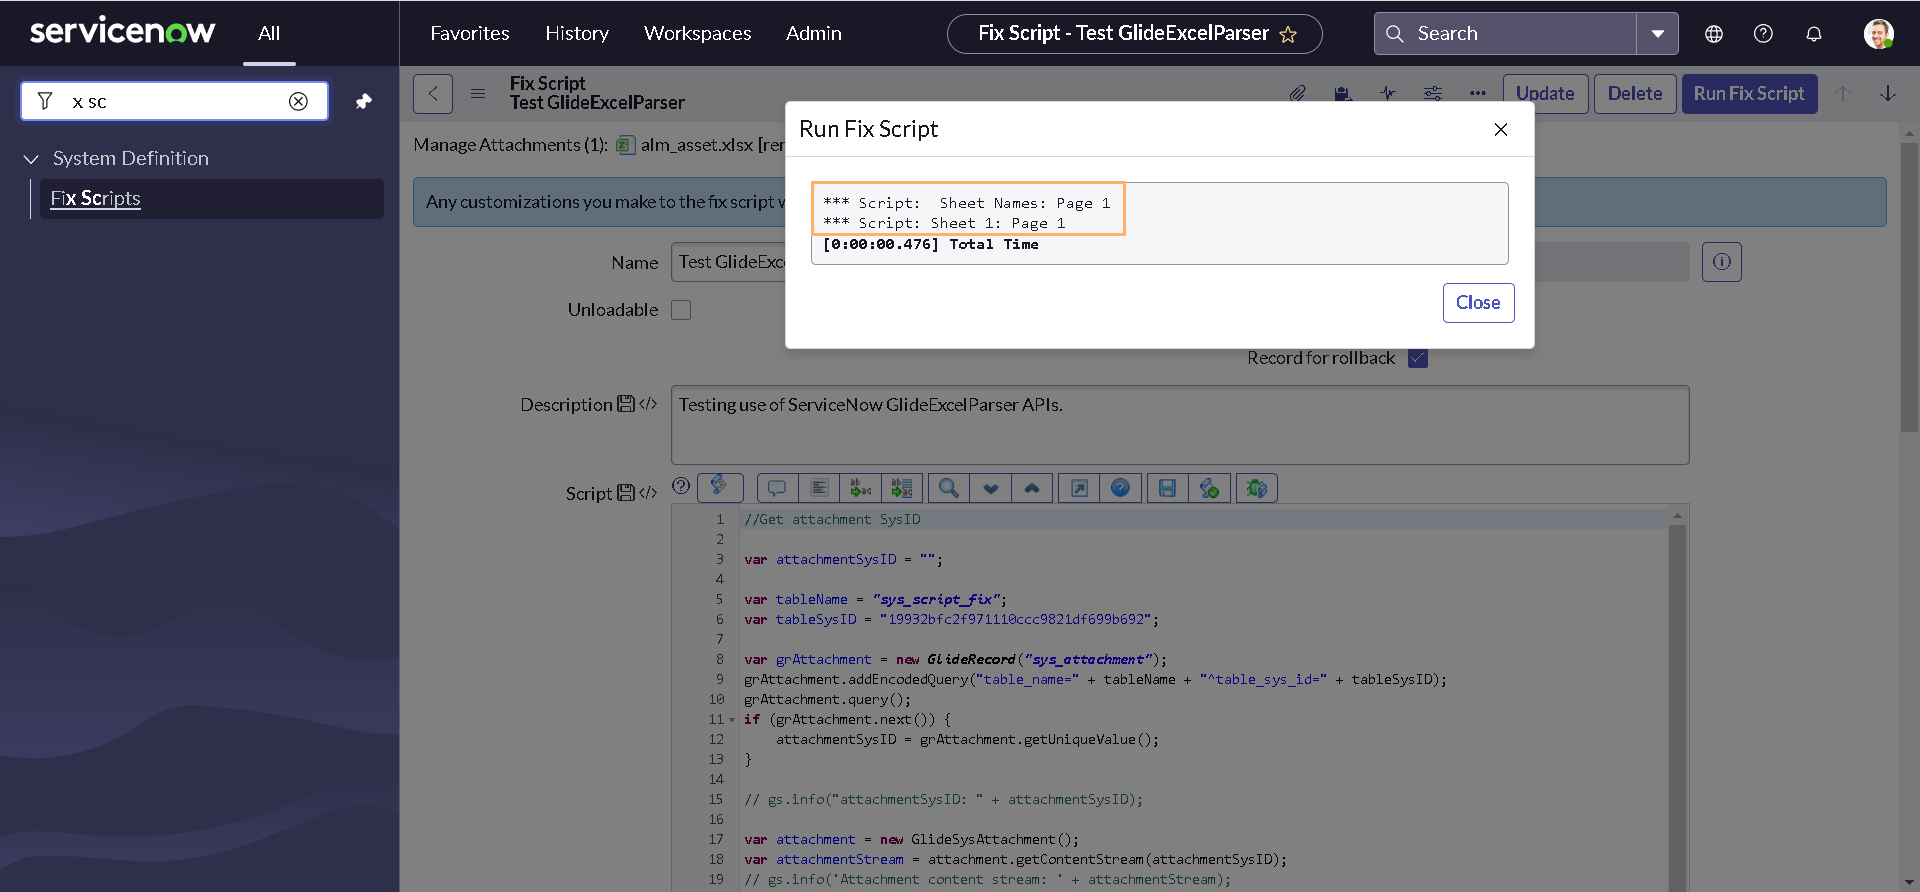 servicenow
All
Favorites
History
Workspaces
Admin
Fix Script - Test GlideExcelParser
Search
x sc
System Definition
Fix Scripts
Fix Script
Test GlideExcelParser
Update
Delete
Run Fix Script
Manage Attachments (1): alm_asset.xlsx
Any customizations you make to the fix script
Run Fix Script
*** Script:  Sheet Names: Page 1
*** Script: Sheet 1: Page 1
[0:00:00.476] Total Time
Close
Name
Test
Unloadable
Record for rollback
Description </>
Testing use of ServiceNow GlideExcelParser APIs.
Script </>
1 //Get attachment SysID
2
3 var attachmentSysID = "";
4
5 var tableName = "sys_script_fix";
6 var tableSysID = "19932bfc2f971110ccc9821df699b692";
7
8 var grAttachment = new GlideRecord("sys_attachment");
9 grAttachment.addEncodedQuery("table_name=" + tableName + "^table_sys_id=" + tableSysID);
10 grAttachment.query();
11 if (grAttachment.next()) {
12     attachmentSysID = grAttachment.getUniqueValue();
13 }
14
15 // gs.info("attachmentSysID: " + attachmentSysID);
16
17 var attachment = new GlideSysAttachment();
18 var attachmentStream = attachment.getContentStream(attachmentSysID);
19 // gs.info('Attachment content stream: ' + attachmentStream);